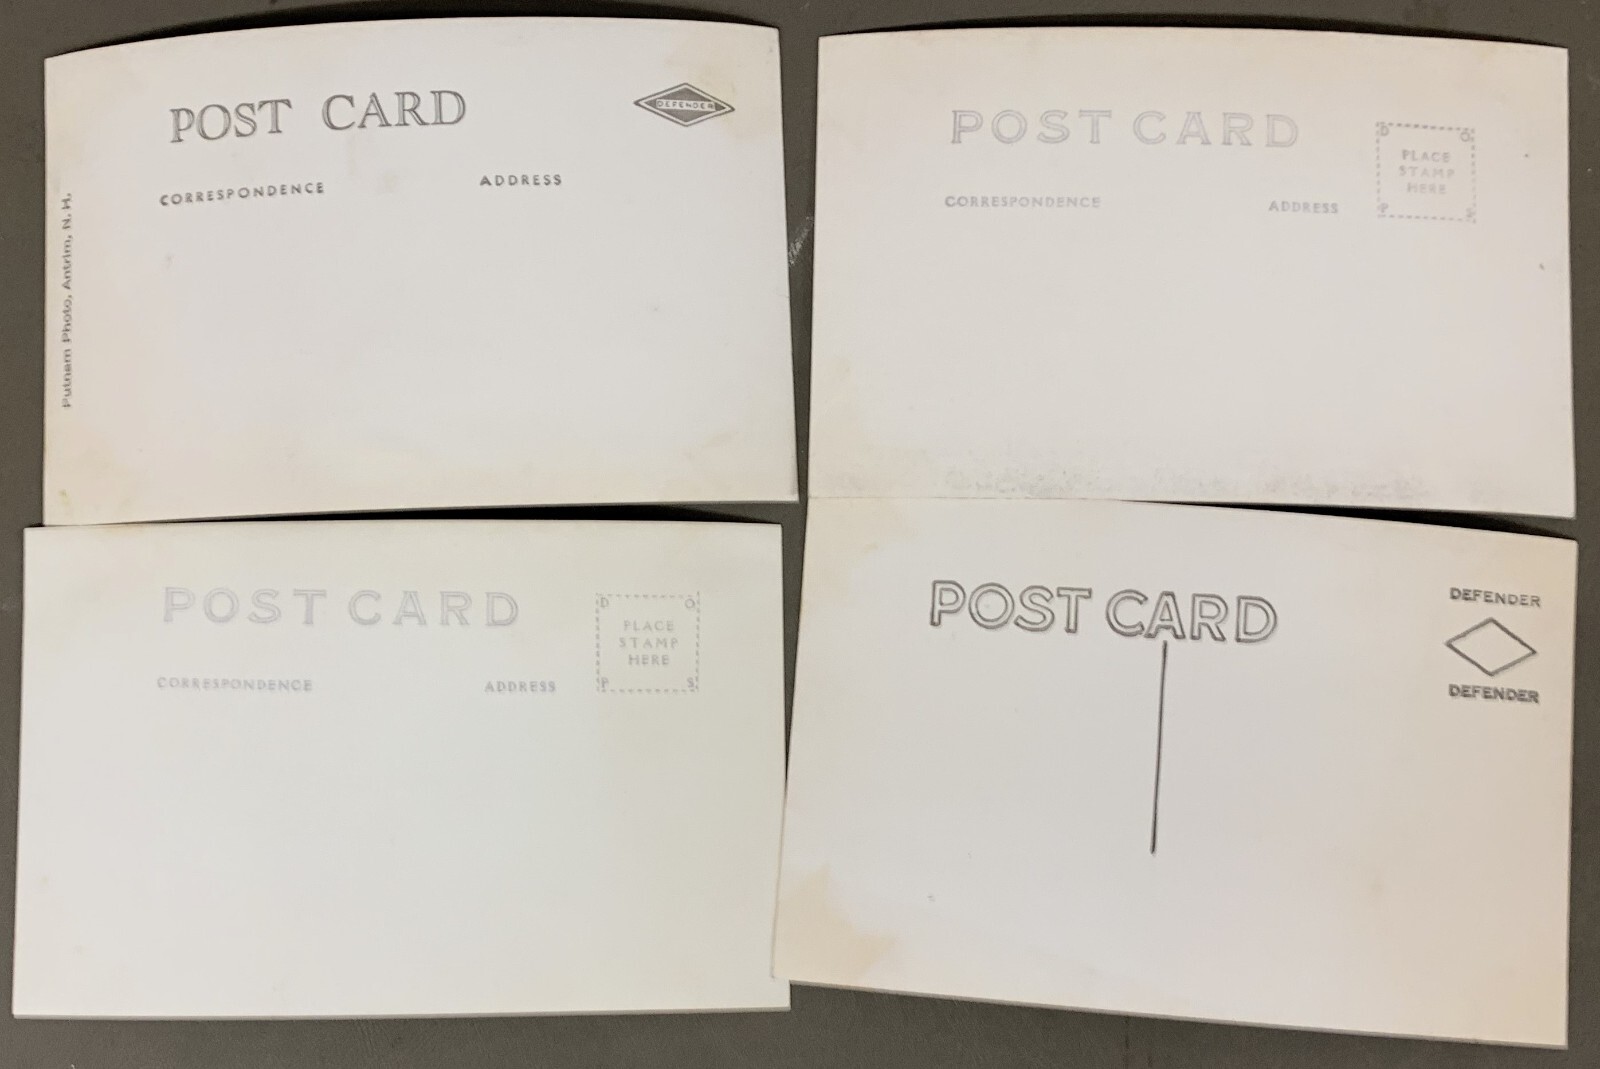 POST CARD
DEFENDER
CORRESPONDENCE
ADDRESS
Putnam Photo, Antrim, N. H.
POST CARD
D O
PLACE
STAMP
HERE
P S
CORRESPONDENCE
ADDRESS
POST CARD
D O
PLACE
STAMP
HERE
P S
CORRESPONDENCE
ADDRESS
POST CARD
DEFENDER
DEFENDER